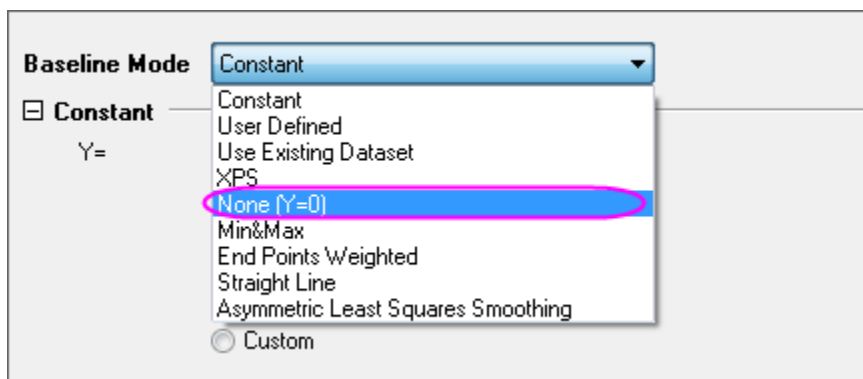 Baseline Mode Constant
Constant
Constant
User Defined
Y=
Use Existing Dataset
XPS
None (Y=0)
Min&Max
End Points Weighted
Straight Line
Asymmetric Least Squares Smoothing
Custom